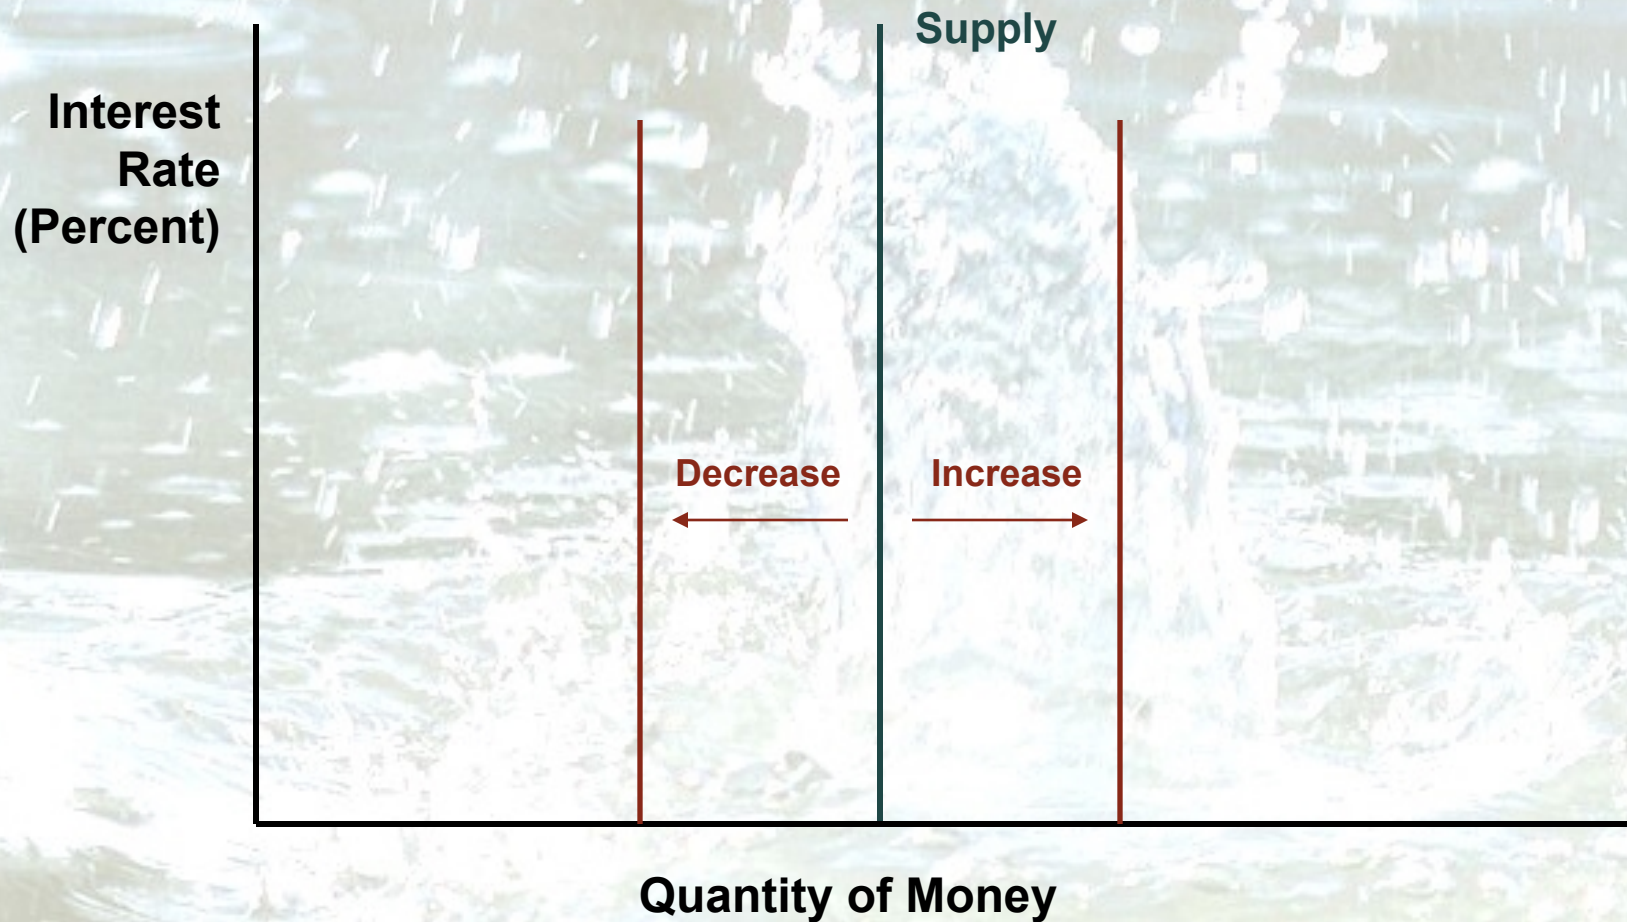 Supply
Interest
Rate
(Percent)
Decrease
Increase
Quantity of Money